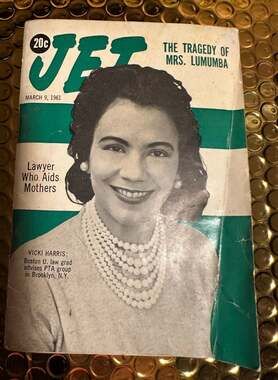 20c
JET
MARCH 9, 1961
THE TRAGEDY OF
MRS. LUMUMBA
Lawyer
Who Aids
Mothers
VICKI HARRIS:
Boston U. law grad
advises PTA group
in Brooklyn, N.Y.